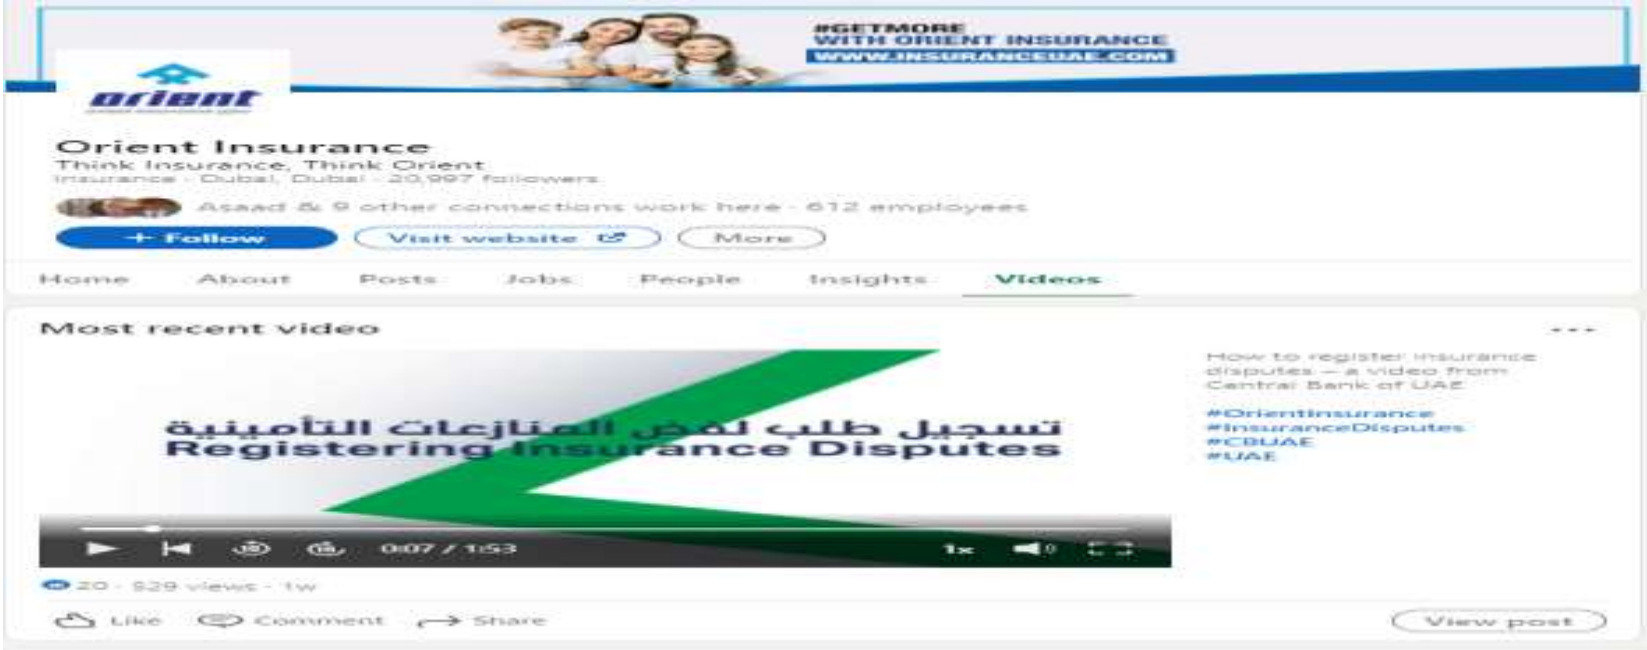 #GETMORE
WITH ORIENT INSURANCE
WWW.INSURANCEUAE.COM
orient
Orient Insurance
Think Insurance, Think Orient
Insurance · Dubai, Dubai · 20,997 followers
Asaad & 9 other connections work here · 612 employees
+ Follow
Visit website
More
Home About Posts Jobs People Insights Videos
Most recent video
تسجيل طلب لفض المنازعات التأمينية
Registering Insurance Disputes
0:07 / 1:53
1x
How to register insurance
disputes – a video from
Central Bank of UAE
#OrientInsurance
#InsuranceDisputes
#CBUAE
#UAE
20 · 929 views · 1w
Like Comment Share
View post